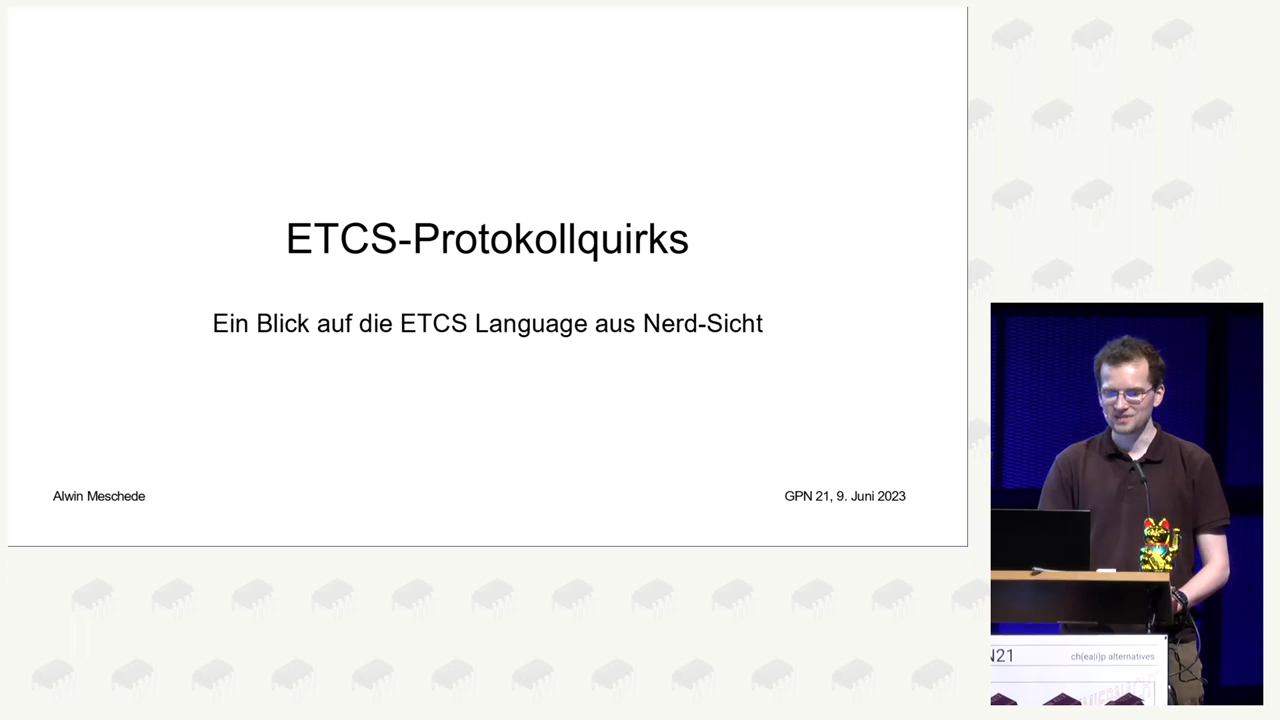 ETCS-Protokollquirks
Ein Blick auf die ETCS Language aus Nerd-Sicht
Alwin Meschede
GPN 21, 9. Juni 2023
N21
ch(ea|i)p alternatives